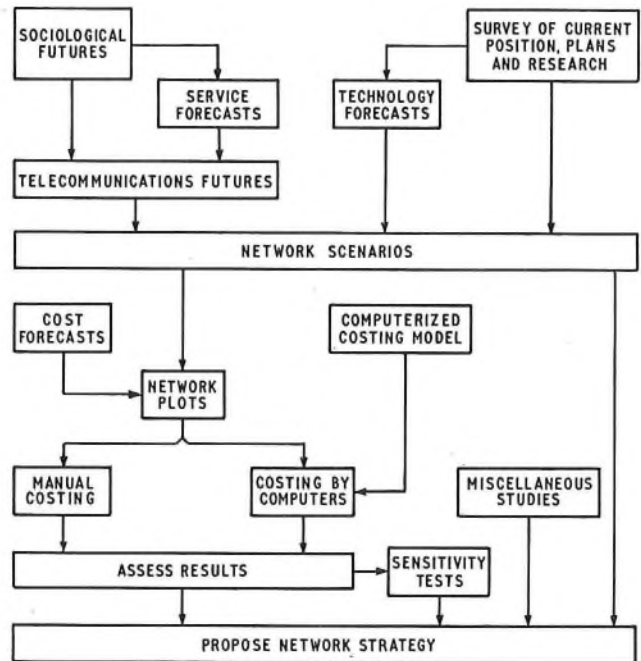 SOCIOLOGICAL
FUTURES
SURVEY OF CURRENT
POSITION, PLANS
AND RESEARCH
SERVICE
FORECASTS
TECHNOLOGY
FORECASTS
TELECOMMUNICATIONS FUTURES
NETWORK SCENARIOS
COST
FORECASTS
COMPUTERIZED
COSTING MODEL
NETWORK
PLOTS
MANUAL
COSTING
COSTING BY
COMPUTERS
MISCELLANEOUS
STUDIES
ASSESS RESULTS
SENSITIVITY
TESTS
PROPOSE NETWORK STRATEGY